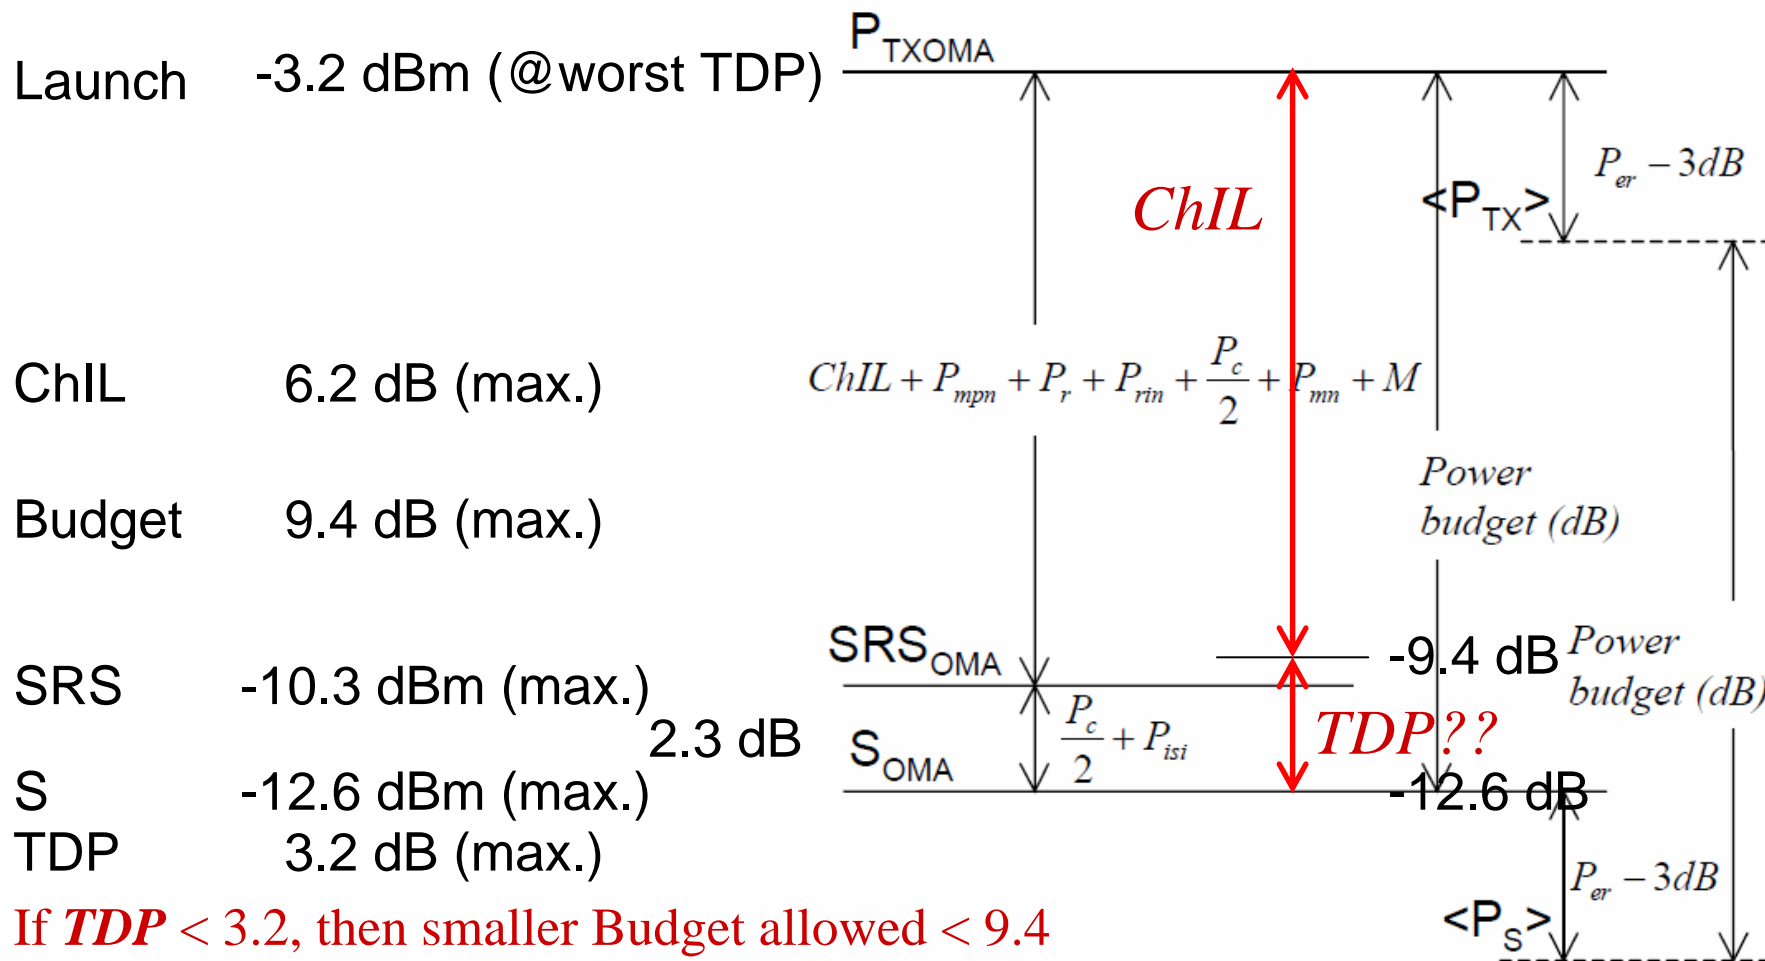 P_TXOMA
Launch -3.2 dBm (@worst TDP)
P_er − 3dB
ChIL
<P_TX>
ChIL 6.2 dB (max.)
ChIL + P_mpn + P_r + P_rin + P_c/2 + P_mn + M
Power
budget (dB)
Budget 9.4 dB (max.)
SRS_OMA
-9.4 dB
Power
budget (dB)
SRS -10.3 dBm (max.)
2.3 dB
P_c/2 + P_isi
TDP??
S_OMA
S -12.6 dBm (max.)
-12.6 dB
TDP 3.2 dB (max.)
P_er − 3dB
<P_S>
If TDP < 3.2, then smaller Budget allowed < 9.4